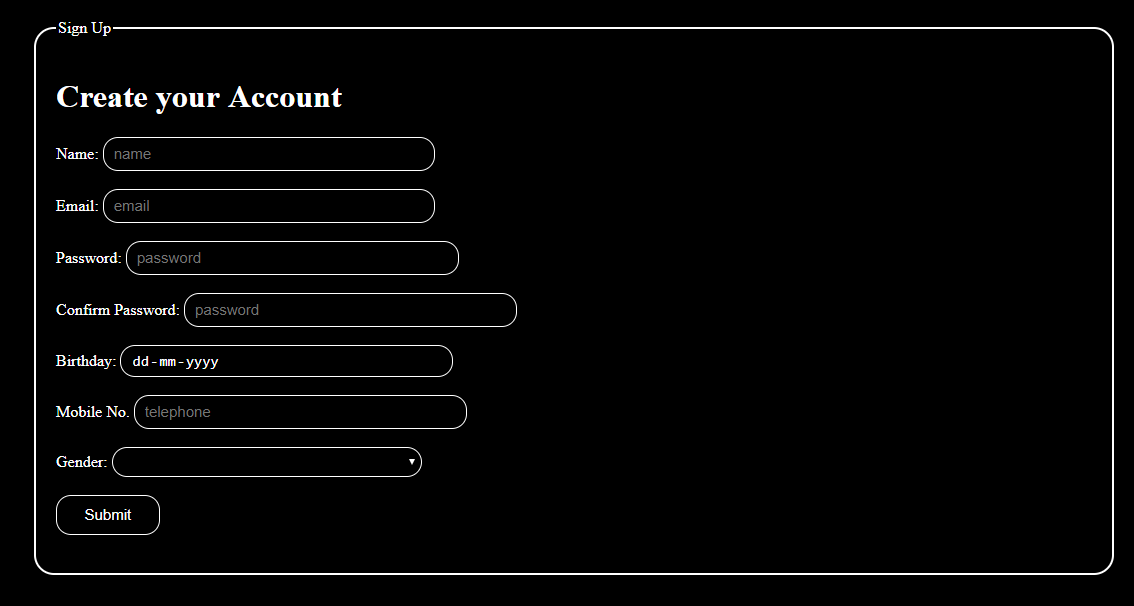 Sign Up
Create your Account
Name: name
Email: email
Password: password
Confirm Password: password
Birthday: dd-mm-yyyy
Mobile No. telephone
Gender:
Submit